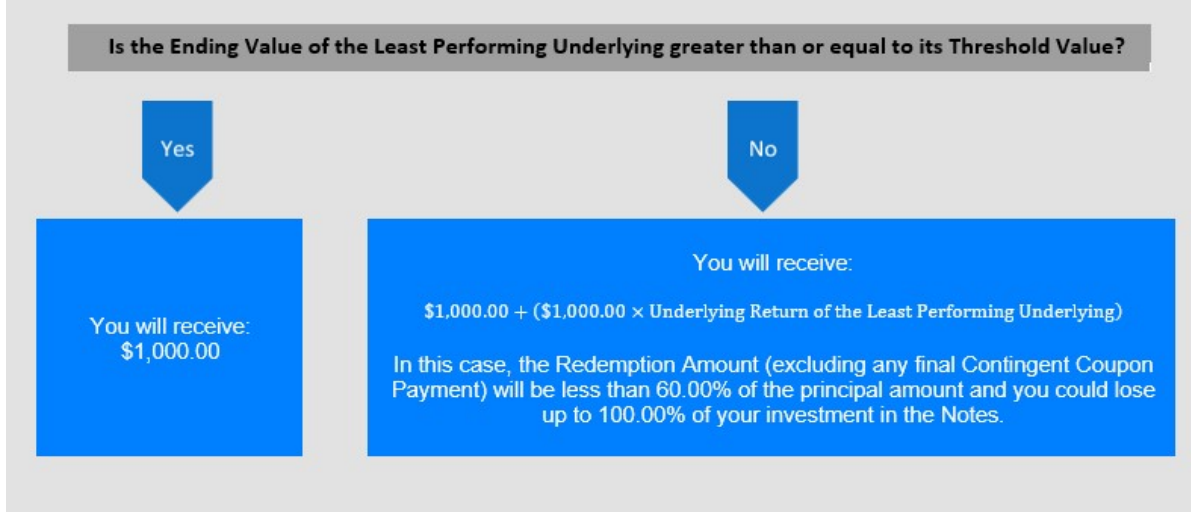 Is the Ending Value of the Least Performing Underlying greater than or equal to its Threshold Value?
Yes
No
You will receive:
$1,000.00
You will receive:
$1,000.00 + ($1,000.00 × Underlying Return of the Least Performing Underlying)
In this case, the Redemption Amount (excluding any final Contingent Coupon
Payment) will be less than 60.00% of the principal amount and you could lose
up to 100.00% of your investment in the Notes.